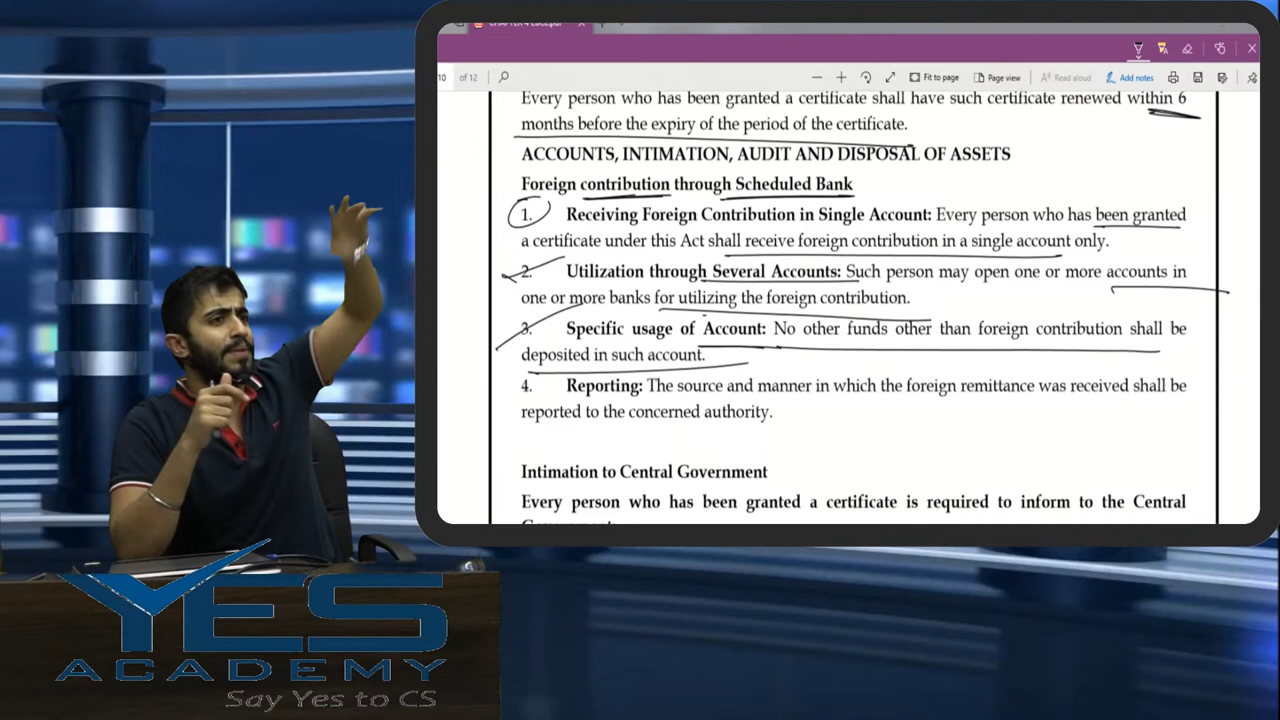 10 of 12 Fit to page Page view Read aloud Add notes
Every person who has been granted a certificate shall have such certificate renewed within 6
months before the expiry of the period of the certificate.
ACCOUNTS, INTIMATION, AUDIT AND DISPOSAL OF ASSETS
Foreign contribution through Scheduled Bank
1. Receiving Foreign Contribution in Single Account: Every person who has been granted
a certificate under this Act shall receive foreign contribution in a single account only.
2. Utilization through Several Accounts: Such person may open one or more accounts in
one or more banks for utilizing the foreign contribution.
3. Specific usage of Account: No other funds other than foreign contribution shall be
deposited in such account.
4. Reporting: The source and manner in which the foreign remittance was received shall be
reported to the concerned authority.
Intimation to Central Government
Every person who has been granted a certificate is required to inform to the Central
YES
ACADEMY
Say Yes to CS